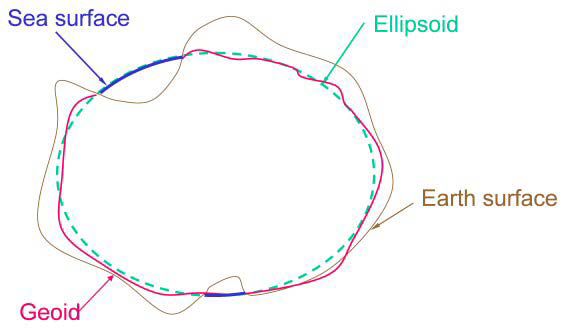 Sea surface
Ellipsoid
Earth surface
Geoid